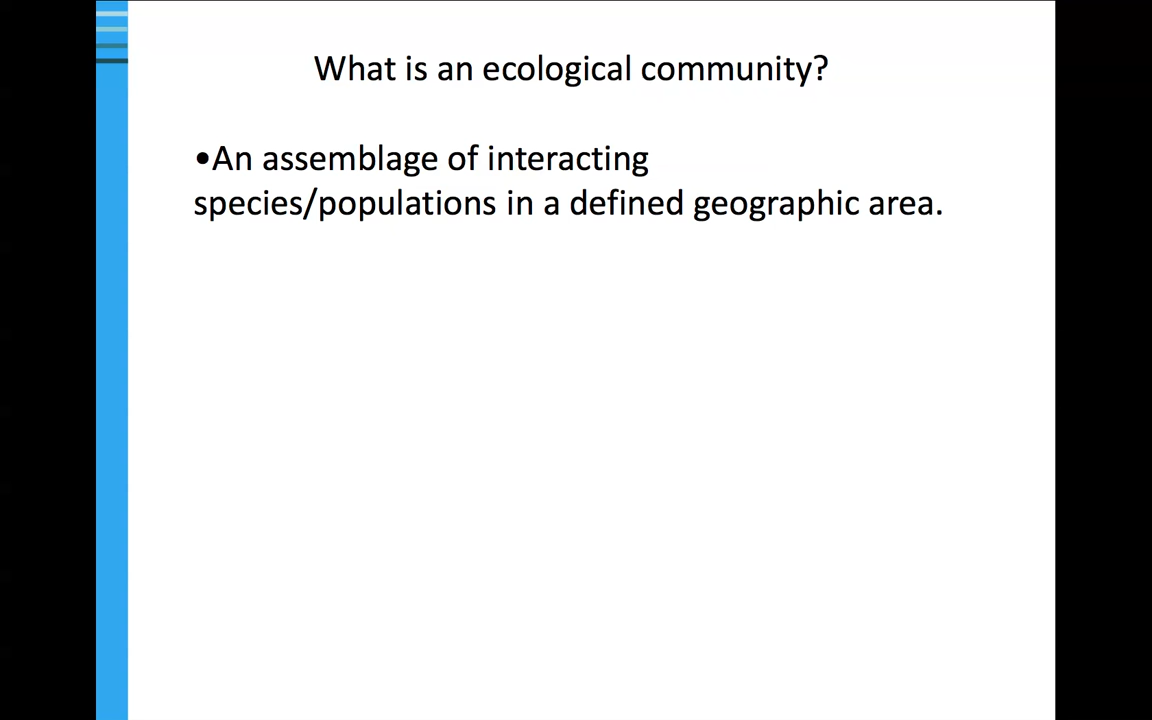 What is an ecological community?
•An assemblage of interacting
species/populations in a defined geographic area.